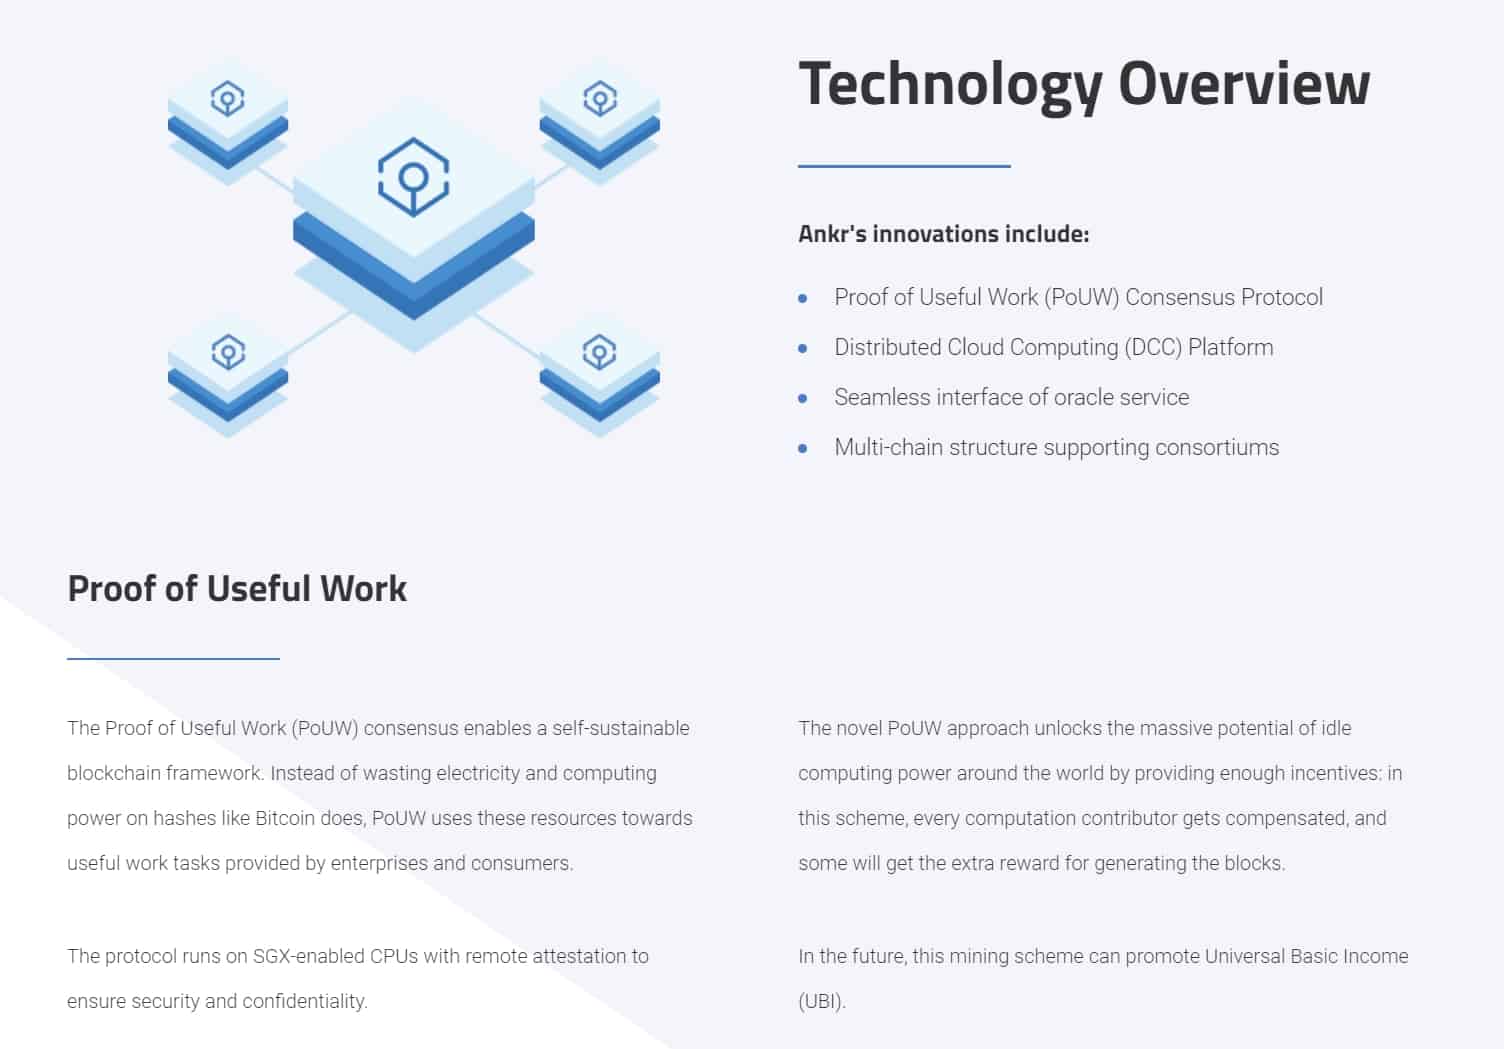 Technology Overview
Ankr's innovations include:
Proof of Useful Work (PoUW) Consensus Protocol
Distributed Cloud Computing (DCC) Platform
Seamless interface of oracle service
Multi-chain structure supporting consortiums
Proof of Useful Work
The Proof of Useful Work (PoUW) consensus enables a self-sustainable
blockchain framework. Instead of wasting electricity and computing
power on hashes like Bitcoin does, PoUW uses these resources towards
useful work tasks provided by enterprises and consumers.
The protocol runs on SGX-enabled CPUs with remote attestation to
ensure security and confidentiality.
The novel PoUW approach unlocks the massive potential of idle
computing power around the world by providing enough incentives: in
this scheme, every computation contributor gets compensated, and
some will get the extra reward for generating the blocks.
In the future, this mining scheme can promote Universal Basic Income
(UBI).